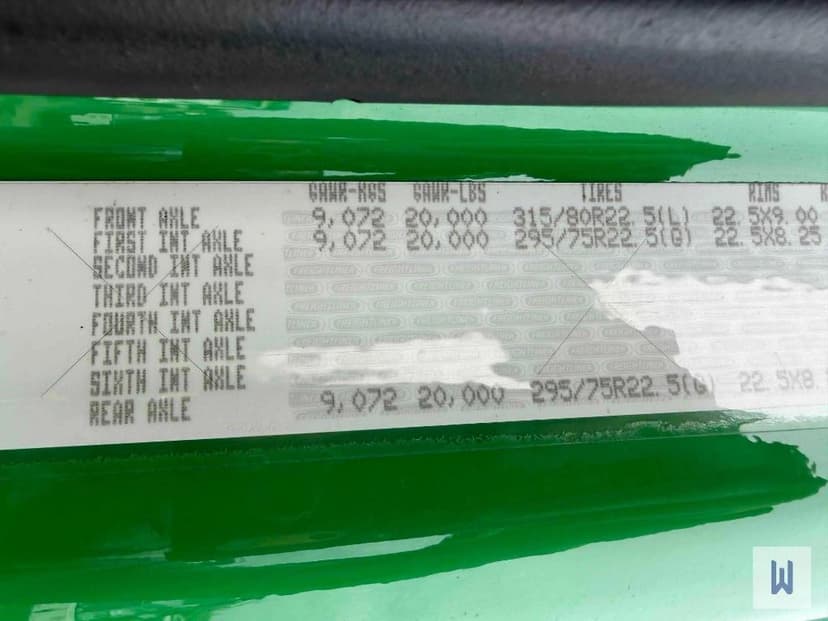 GAWR-KGS GAWR-LBS TIRES RIMS
FRONT AXLE 9,072 20,000 315/80R22.5(L) 22.5X9.00
FIRST INT AXLE 9,072 20,000 295/75R22.5(G) 22.5X8.25
SECOND INT AXLE
THIRD INT AXLE
FOURTH INT AXLE
FIFTH INT AXLE
SIXTH INT AXLE
REAR AXLE 9,072 20,000 295/75R22.5(G) 22.5X8.
W